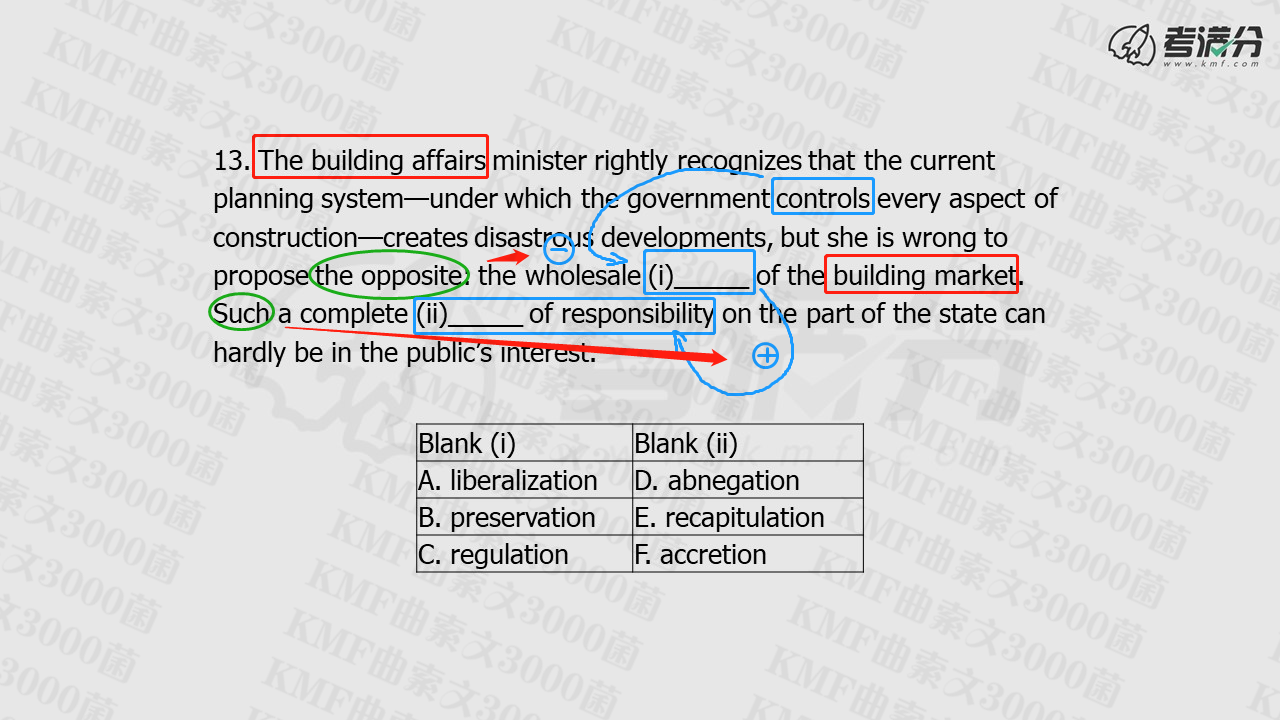 考满分
www.kmf.com
13. The building affairs minister rightly recognizes that the current
planning system—under which the government controls every aspect of
construction—creates disastrous developments, but she is wrong to
propose the opposite: the wholesale (i)_____ of the building market.
Such a complete (ii)_____ of responsibility on the part of the state can
hardly be in the public's interest.
Blank (i) Blank (ii)
A. liberalization D. abnegation
B. preservation E. recapitulation
C. regulation F. accretion
KMF曲索文3000菌